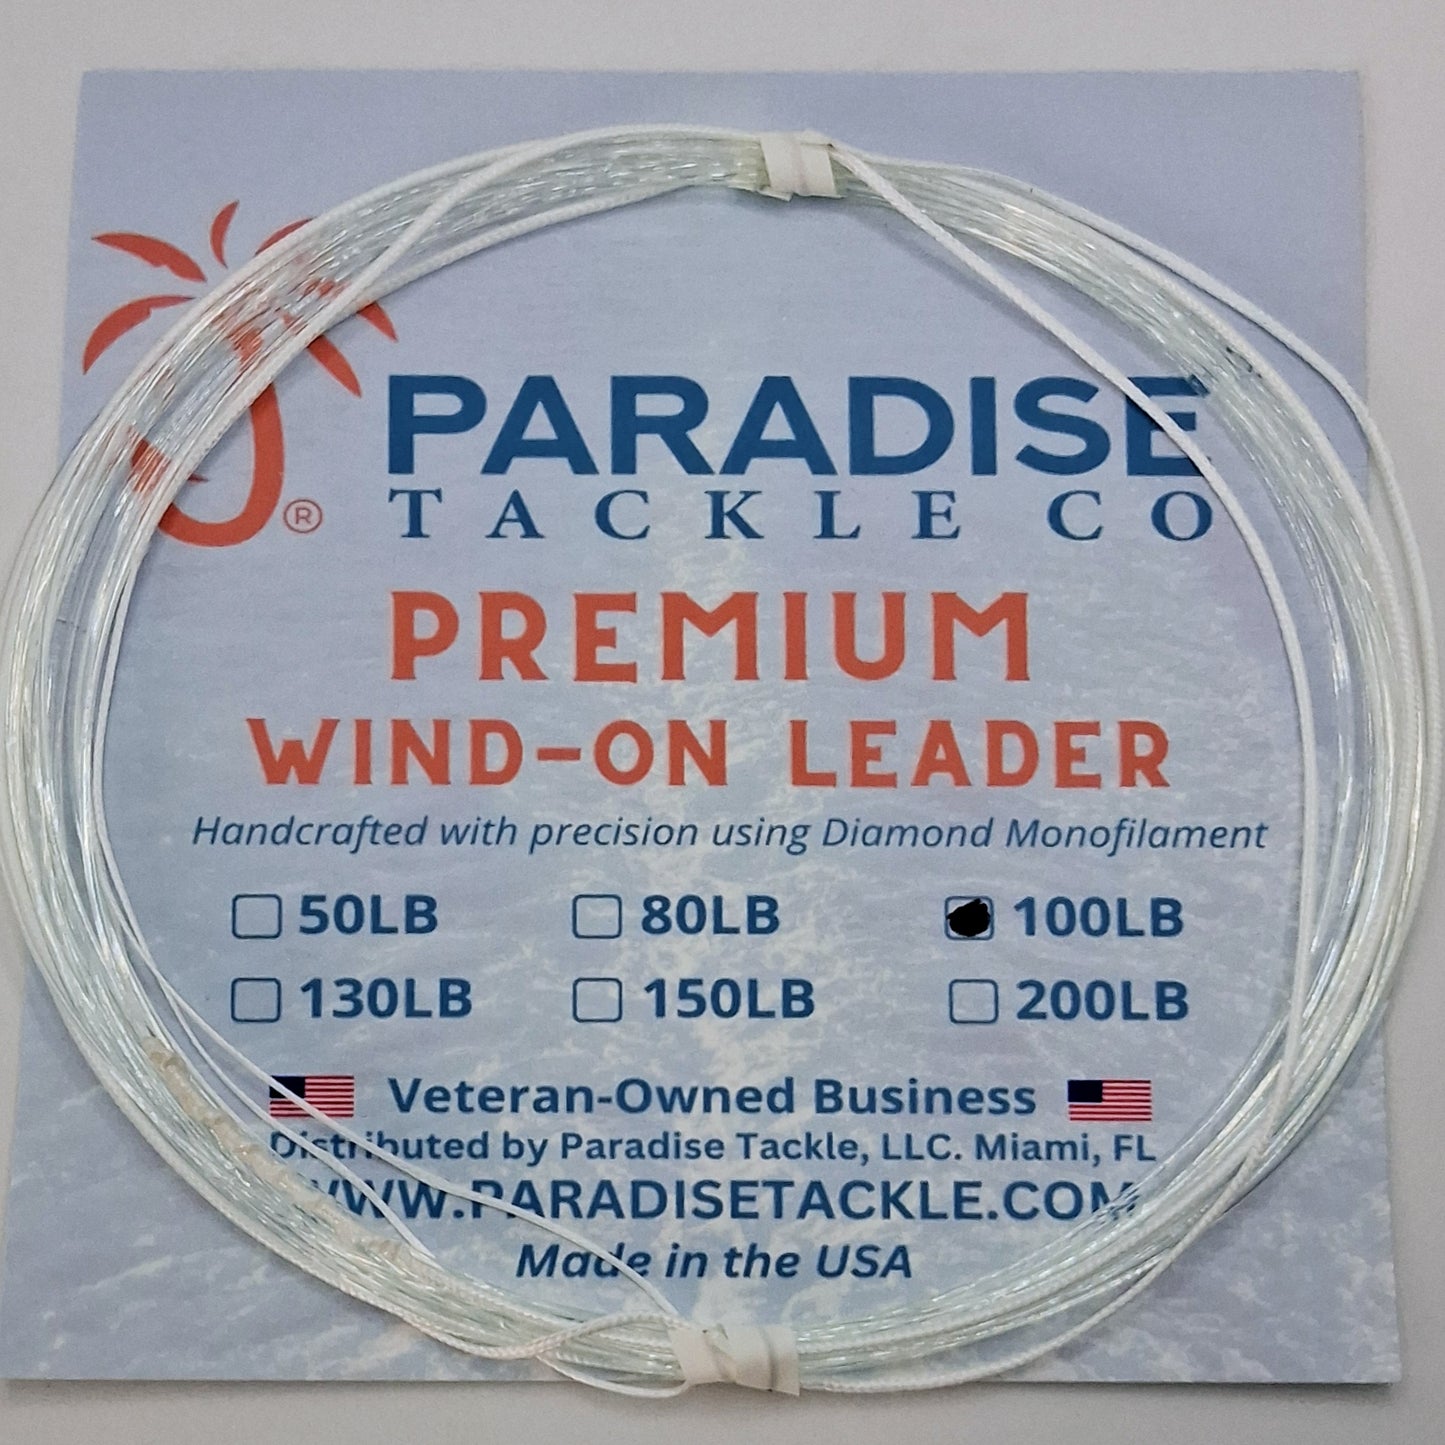 ®
PARADISE
TACKLE CO
PREMIUM
WIND-ON LEADER
Handcrafted with precision using Diamond Monofilament
50LB 80LB 100LB
130LB 150LB 200LB
Veteran-Owned Business
Distributed by Paradise Tackle, LLC. Miami, FL
WWW.PARADISETACKLE.COM
Made in the USA